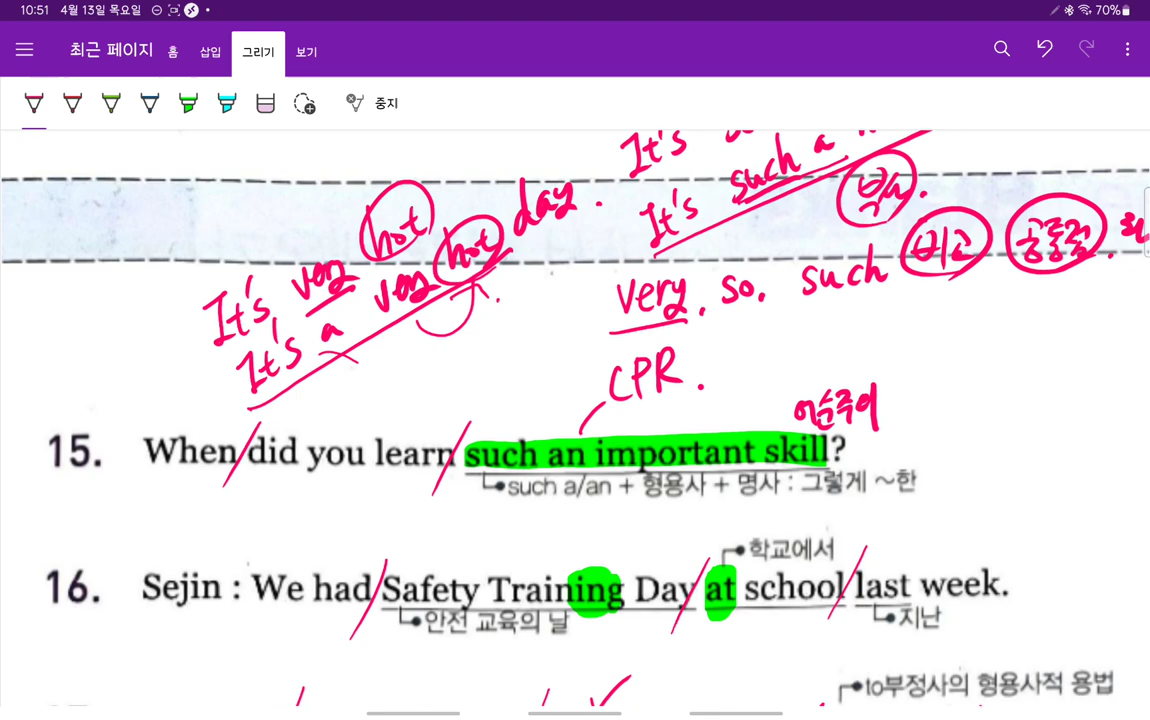 10:51 4월 13일 목요일 70%
최근 페이지 홈 삽입 그리기 보기
중지
It's
It's such a
부사.
It's very hot
It's a very hot day.
very, so, such 비교 공통점.
CPR.
어순주의
15. When did you learn such an important skill?
such a/an + 형용사 + 명사 : 그렇게 ~한
학교에서
16. Sejin : We had Safety Training Day at school last week.
안전 교육의 날
지난
to부정사의 형용사적 용법